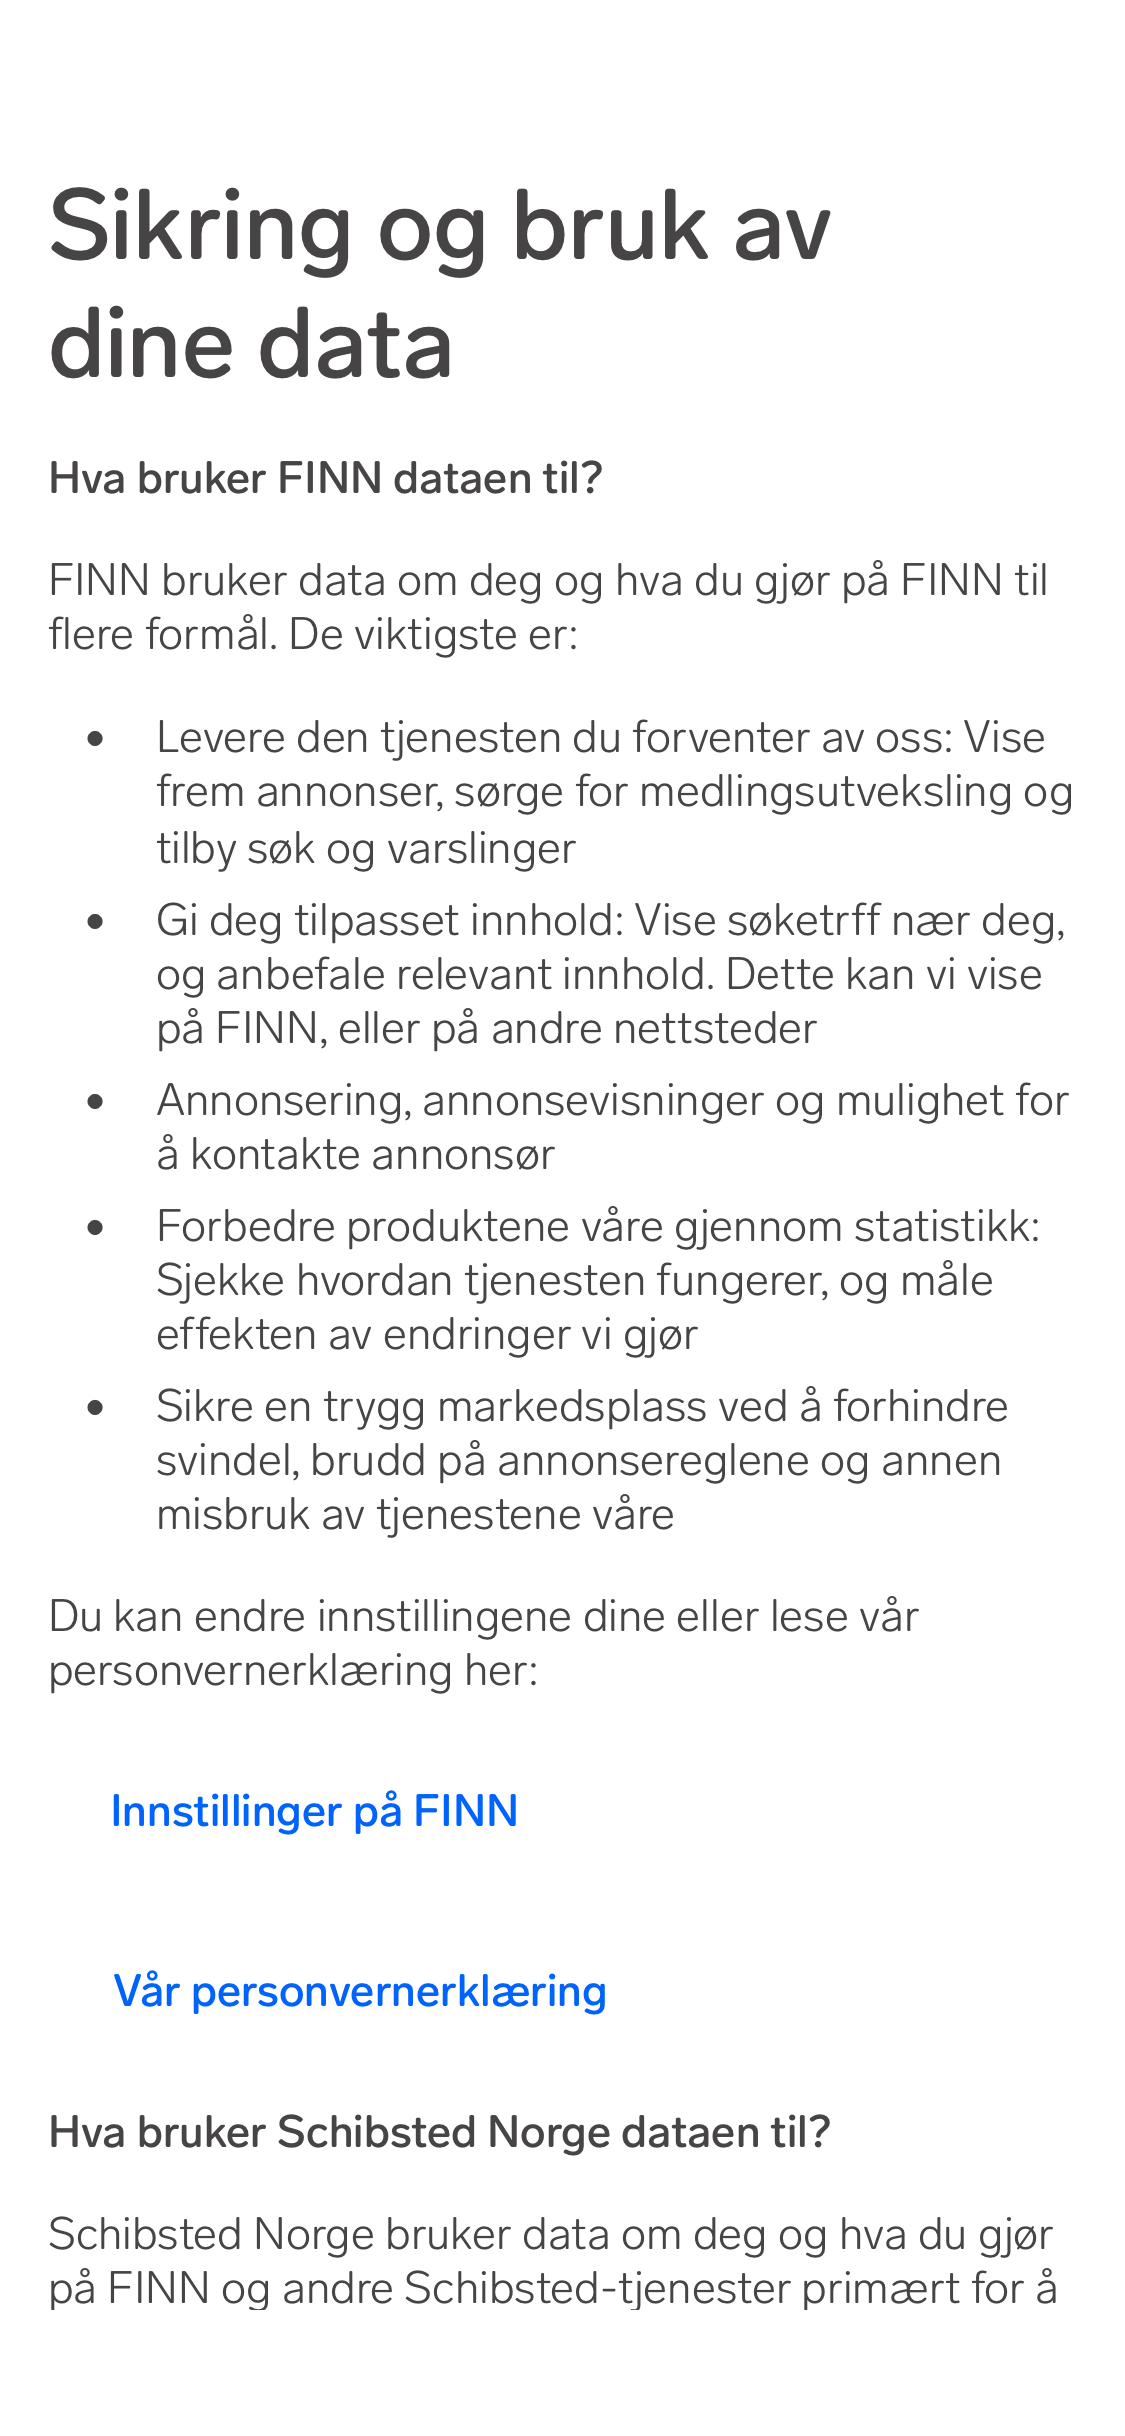 Sikring og bruk av
dine data
Hva bruker FINN dataen til?
FINN bruker data om deg og hva du gjør på FINN til
flere formål. De viktigste er:
• Levere den tjenesten du forventer av oss: Vise
frem annonser, sørge for medlingsutveksling og
tilby søk og varslinger
• Gi deg tilpasset innhold: Vise søketrff nær deg,
og anbefale relevant innhold. Dette kan vi vise
på FINN, eller på andre nettsteder
• Annonsering, annonsevisninger og mulighet for
å kontakte annonsør
• Forbedre produktene våre gjennom statistikk:
Sjekke hvordan tjenesten fungerer, og måle
effekten av endringer vi gjør
• Sikre en trygg markedsplass ved å forhindre
svindel, brudd på annonsereglene og annen
misbruk av tjenestene våre
Du kan endre innstillingene dine eller lese vår
personvernerklæring her:
Innstillinger på FINN
Vår personvernerklæring
Hva bruker Schibsted Norge dataen til?
Schibsted Norge bruker data om deg og hva du gjør
på FINN og andre Schibsted-tjenester primært for å